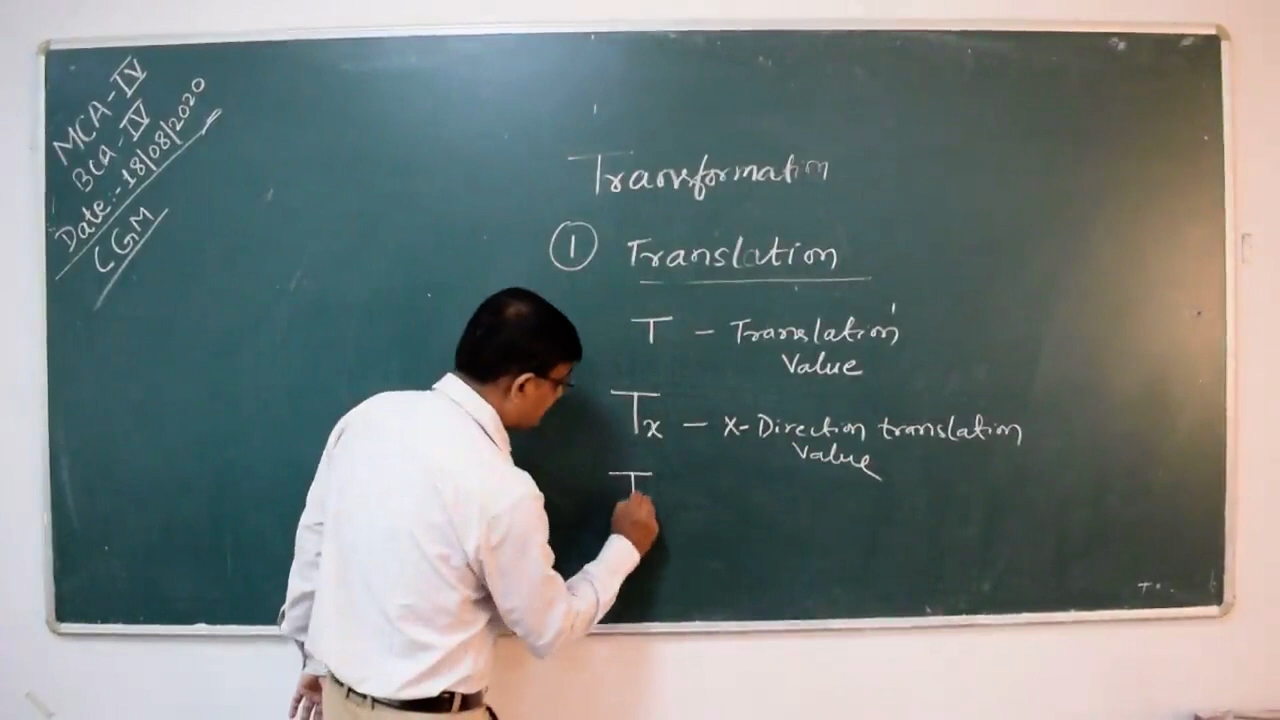 MCA-IV
BCA-IV
Date:-18/08/2020
CGM
Transformation
① Translation
T - Translation
Value
Tx - X-Direction translation
Value
T